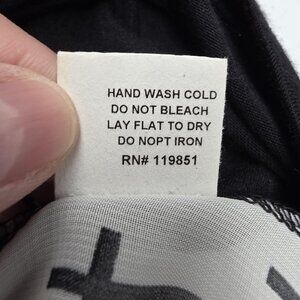 HAND WASH COLD
DO NOT BLEACH
LAY FLAT TO DRY
DO NOPT IRON
RN# 119851